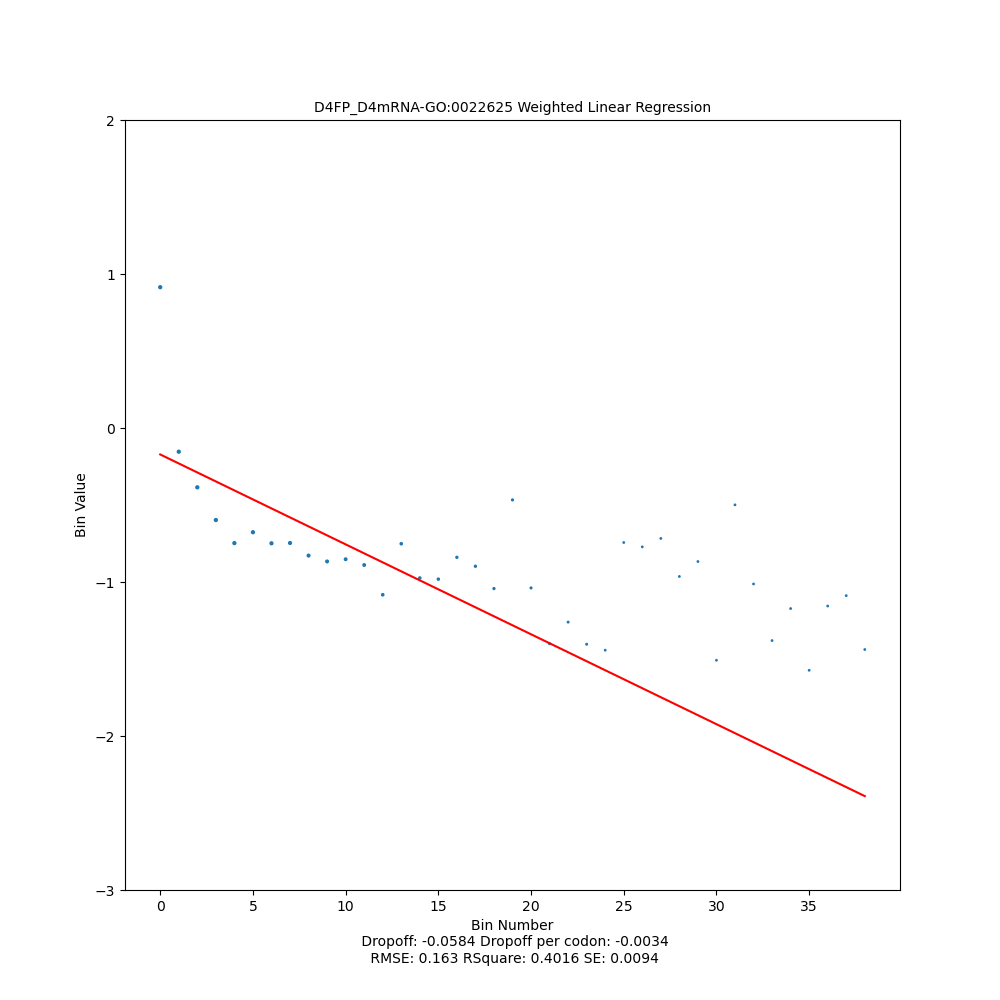 D4FP_D4mRNA-GO:0022625 Weighted Linear Regression
2
1
0
−1
−2
−3
Bin Value
0 5 10 15 20 25 30 35
Bin Number
Dropoff: -0.0584 Dropoff per codon: -0.0034
RMSE: 0.163 RSquare: 0.4016 SE: 0.0094